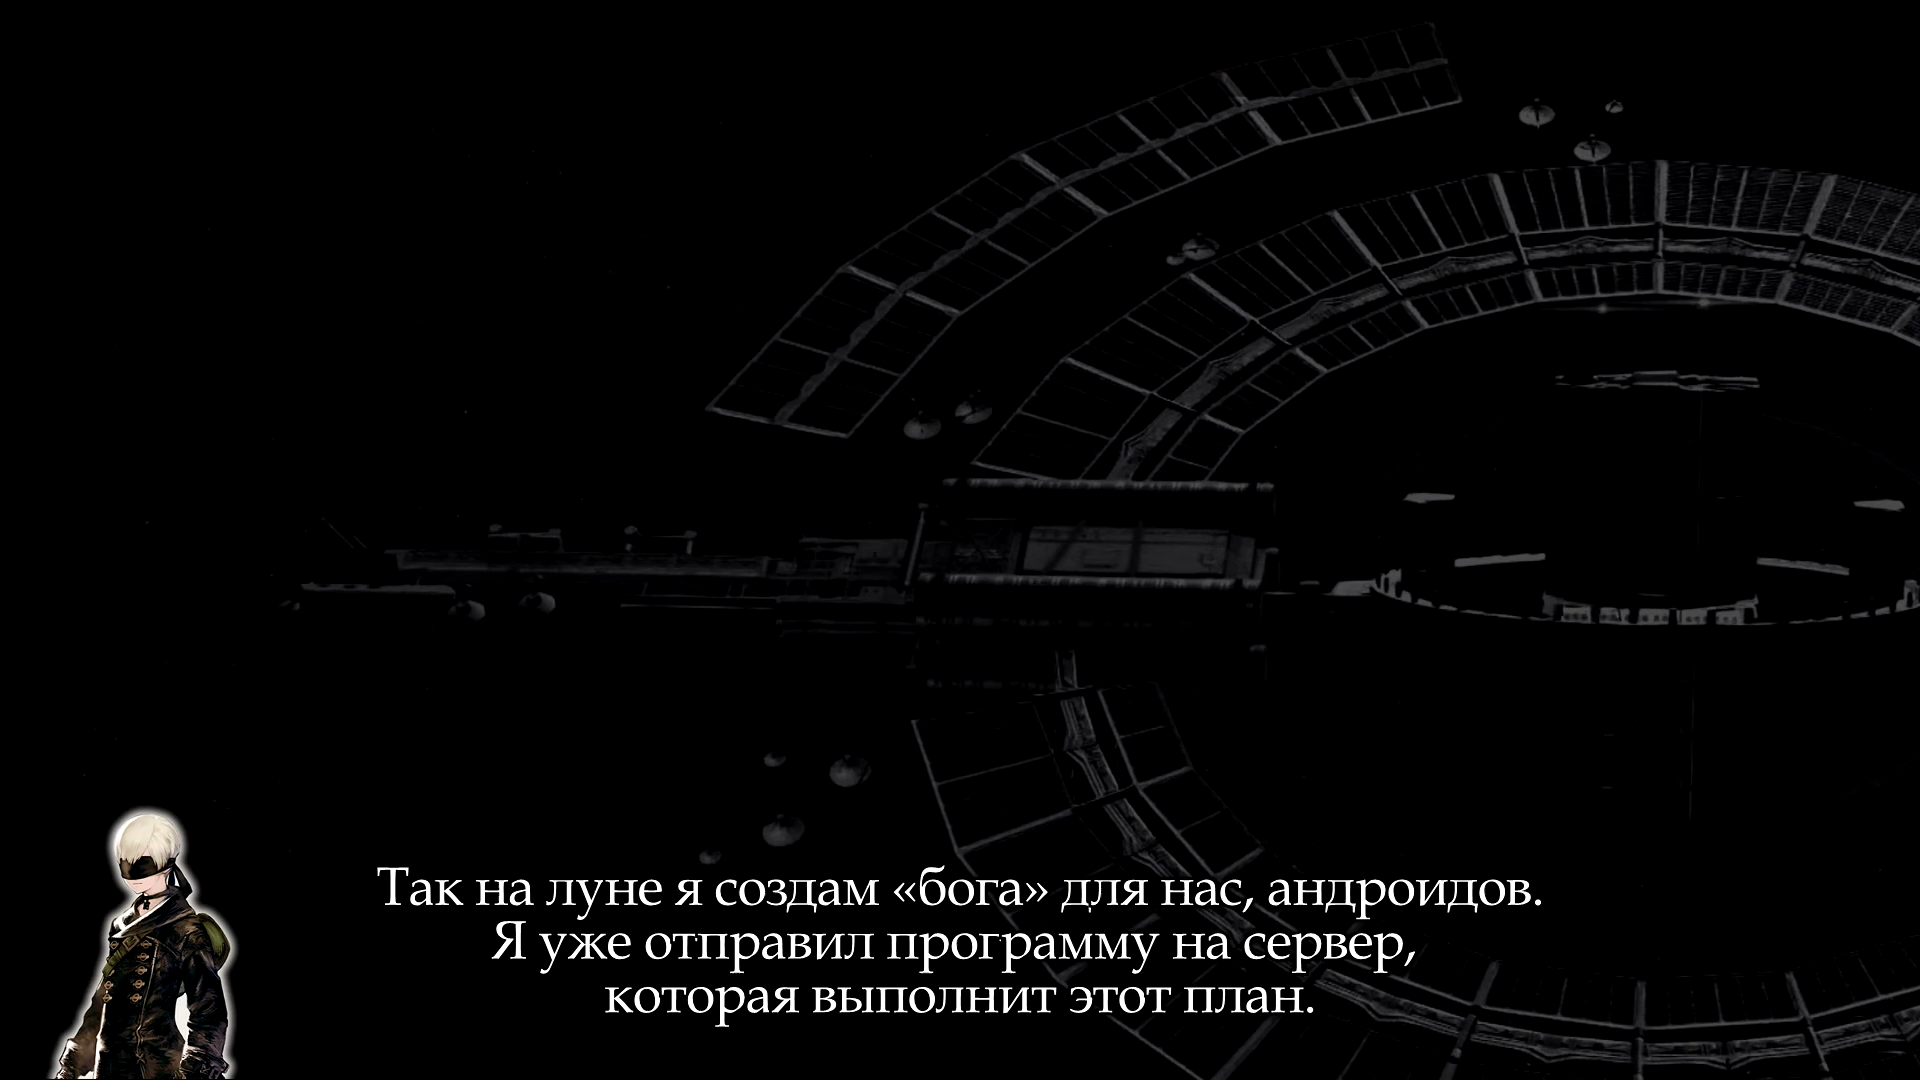 Так на луне я создам «бога» для нас, андроидов.
Я уже отправил программу на сервер,
которая выполнит этот план.